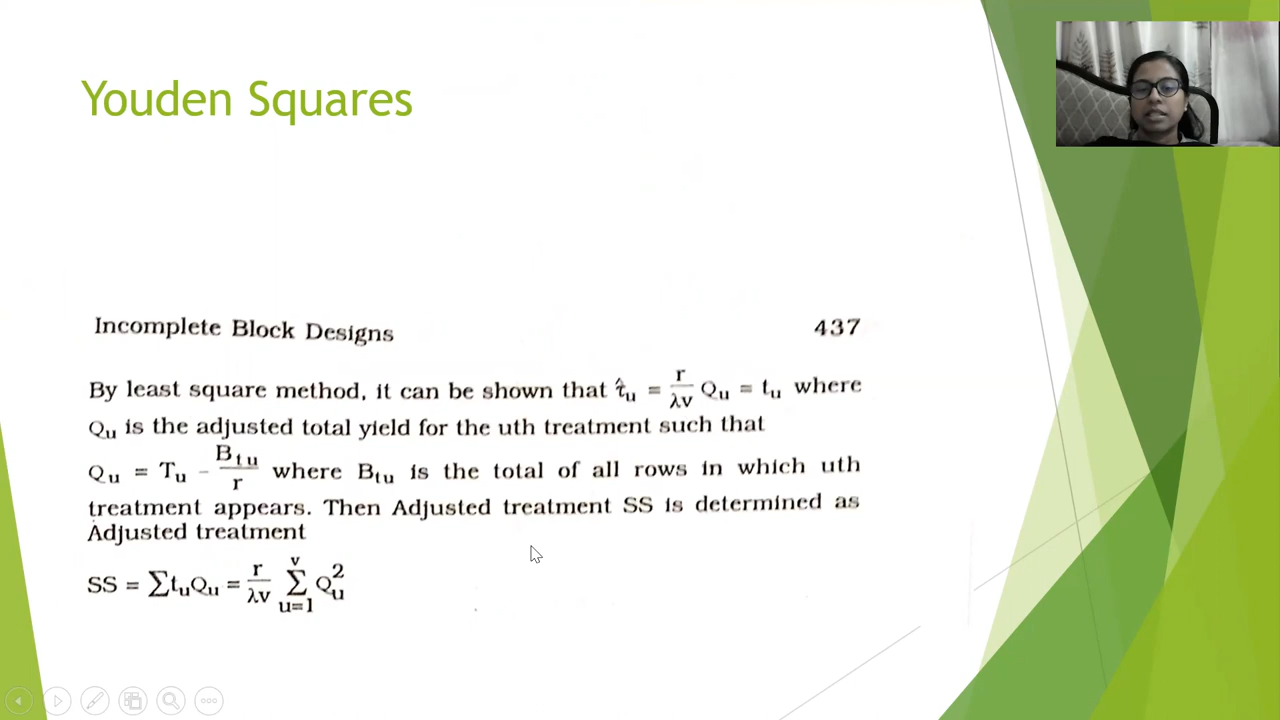 Youden Squares
Incomplete Block Designs 437
By least square method, it can be shown that τ̂ᵤ = r/λv Qᵤ = tᵤ where
Qᵤ is the adjusted total yield for the uth treatment such that
Qᵤ = Tᵤ - Bₜᵤ/r where Bₜᵤ is the total of all rows in which uth
treatment appears. Then Adjusted treatment SS is determined as
Adjusted treatment
SS = ∑tᵤQᵤ = r/λv ∑_{u=1}^{v} Qᵤ²